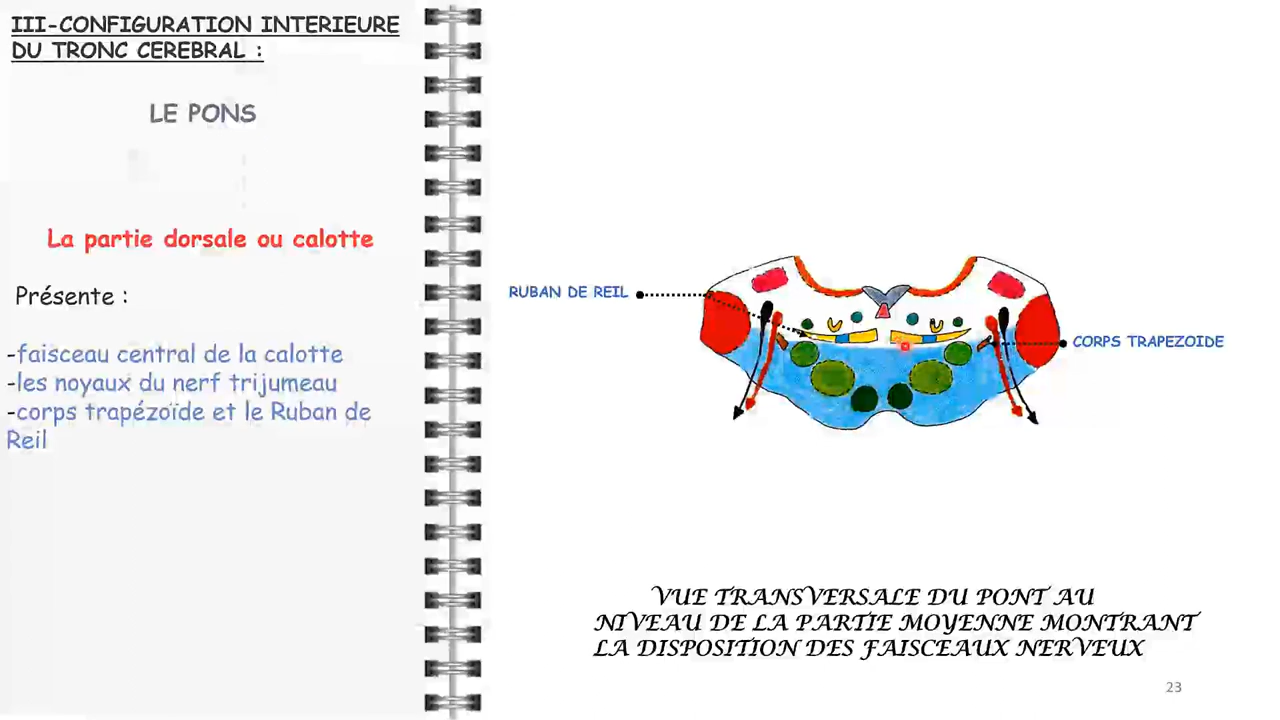 III-CONFIGURATION INTERIEURE
DU TRONC CEREBRAL :
LE PONS
La partie dorsale ou calotte
Présente :
-faisceau central de la calotte
-les noyaux du nerf trijumeau
-corps trapézoïde et le Ruban de
Reil
RUBAN DE REIL
CORPS TRAPEZOIDE
VUE TRANSVERSALE DU PONT AU
NIVEAU DE LA PARTIE MOYENNE MONTRANT
LA DISPOSITION DES FAISCEAUX NERVEUX
23